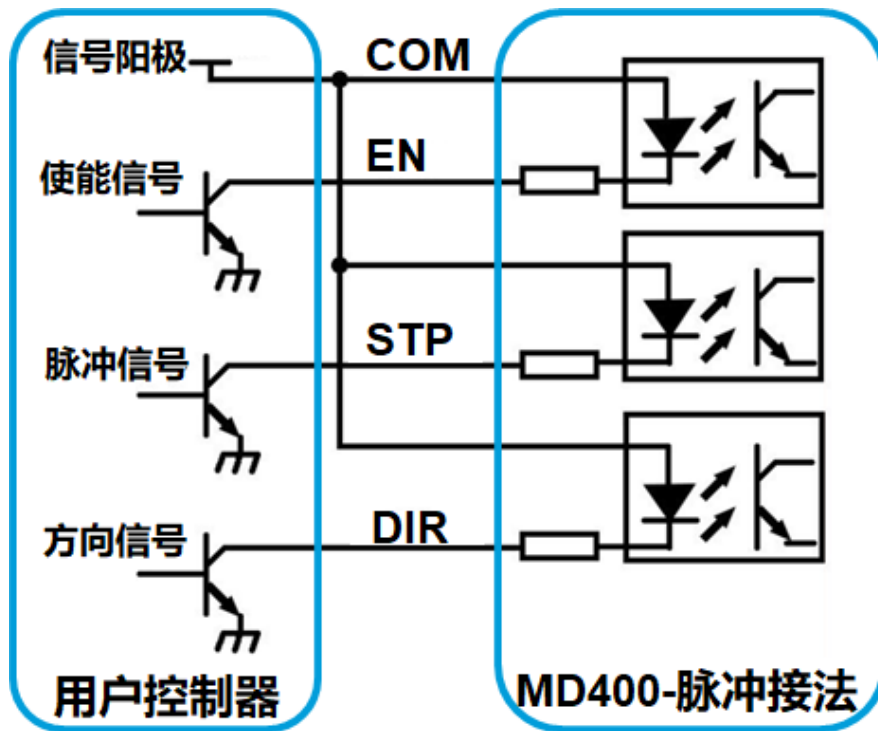 信号阳极
COM
使能信号
EN
脉冲信号
STP
方向信号
DIR
用户控制器
MD400-脉冲接法